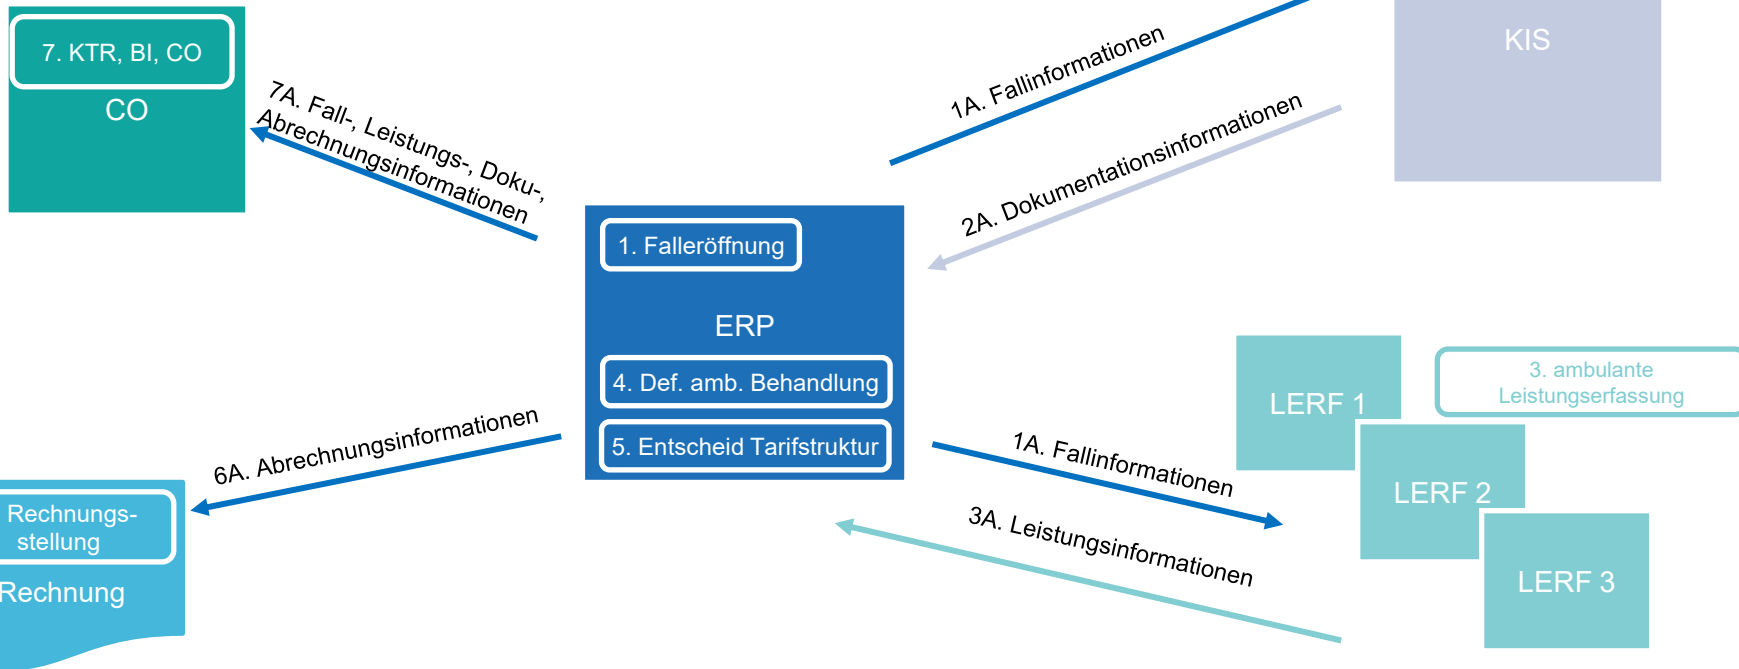 7. KTR, BI, CO
CO
7A. Fall-, Leistungs-, Doku-,
Abrechnungsinformationen
1A. Fallinformationen
KIS
2A. Dokumentationsinformationen
1. Falleröffnung
ERP
4. Def. amb. Behandlung
5. Entscheid Tarifstruktur
6A. Abrechnungsinformationen
Rechnungs-
stellung
Rechnung
1A. Fallinformationen
3A. Leistungsinformationen
LERF 1
3. ambulante
Leistungserfassung
LERF 2
LERF 3